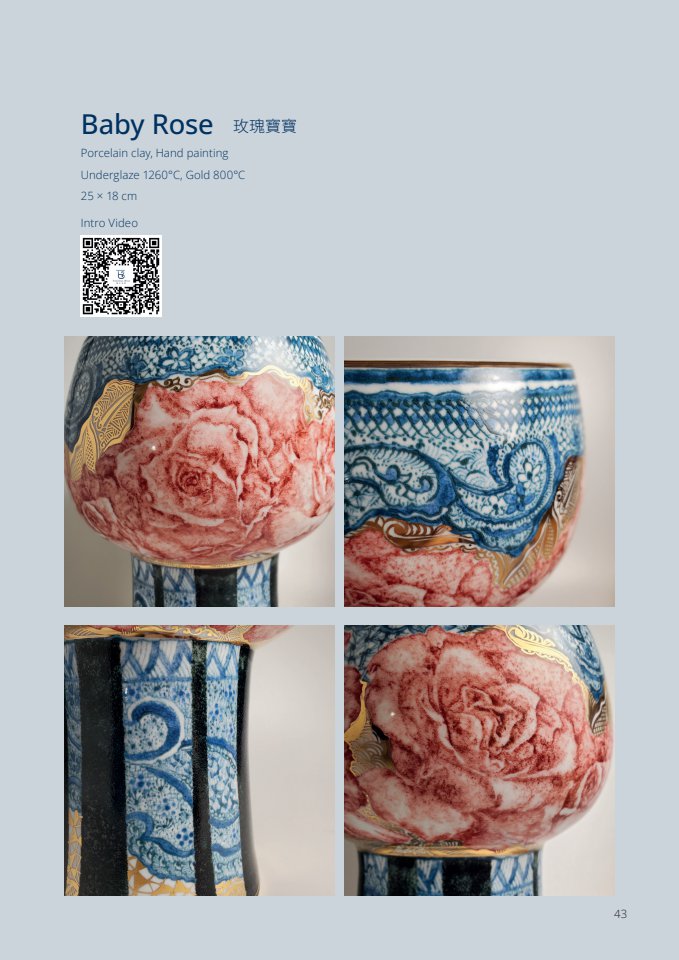 Baby Rose 玫瑰寶寶
Porcelain clay, Hand painting
Underglaze 1260°C, Gold 800°C
25 × 18 cm
Intro Video
43